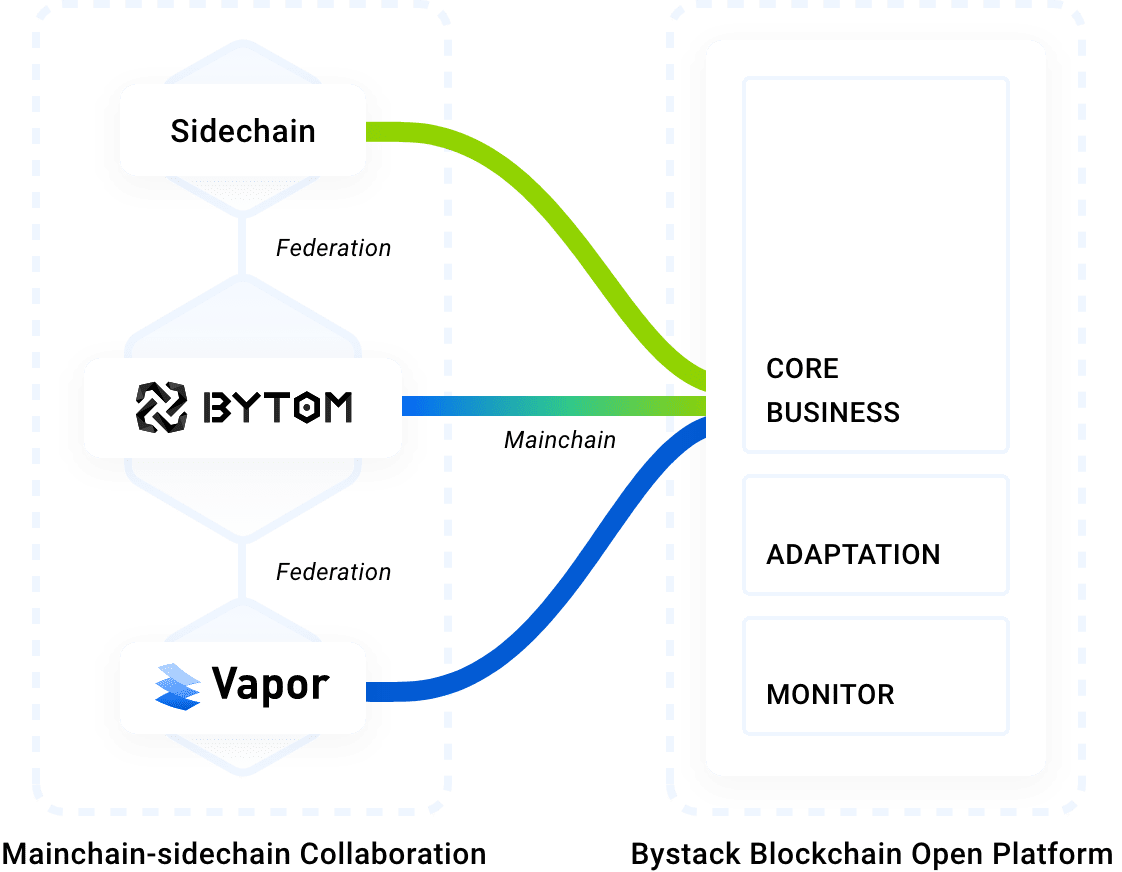 Sidechain
Federation
BYTOM
Mainchain
Federation
Vapor
Mainchain-sidechain Collaboration
CORE
BUSINESS
ADAPTATION
MONITOR
Bystack Blockchain Open Platform